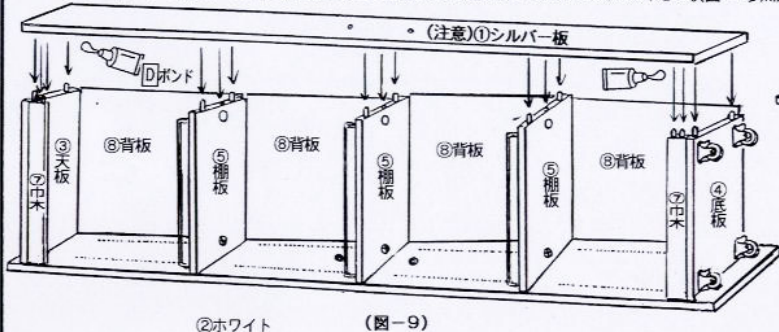 (注意)①シルバー板
Dボンド
③天板
⑦巾木
⑧背板
⑤棚板
⑧背板
⑤棚板
⑧背板
⑤棚板
⑧背板
⑦巾木
④底板
②ホワイト
(図-9)